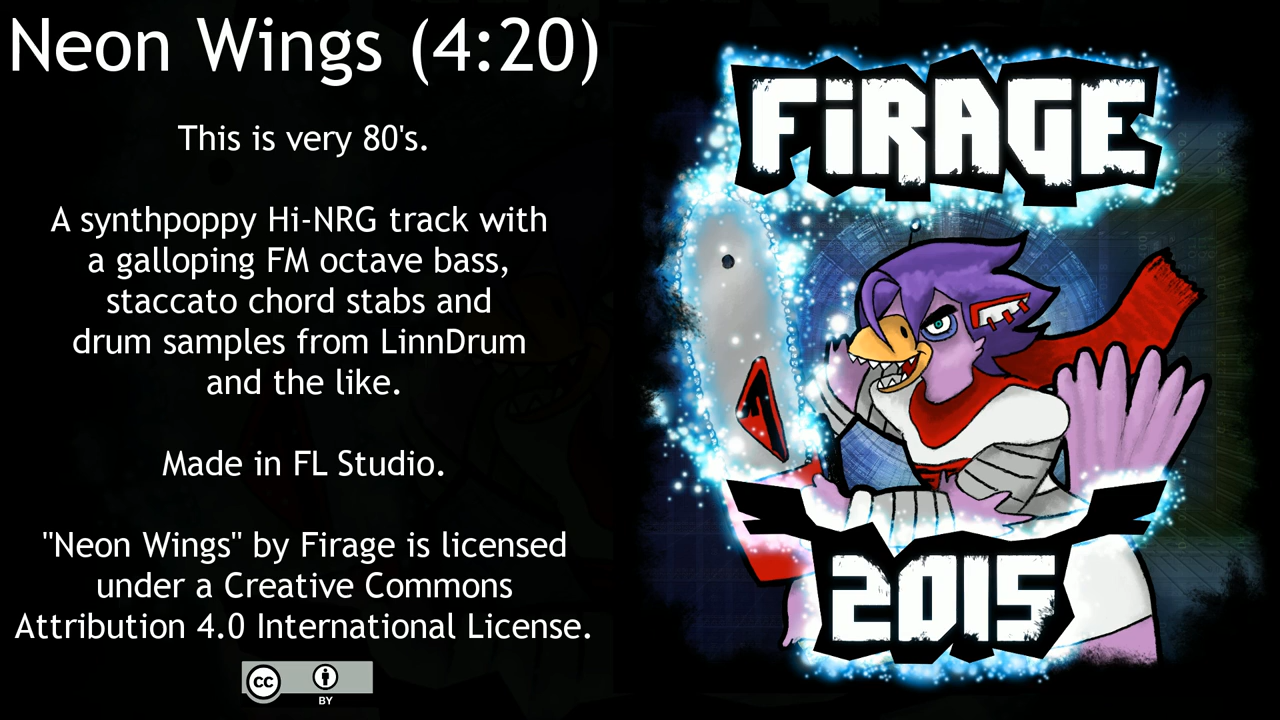 Neon Wings (4:20)
This is very 80's.
A synthpoppy Hi-NRG track with
a galloping FM octave bass,
staccato chord stabs and
drum samples from LinnDrum
and the like.
Made in FL Studio.
"Neon Wings" by Firage is licensed
under a Creative Commons
Attribution 4.0 International License.
cc
BY
FiRAGE
2015